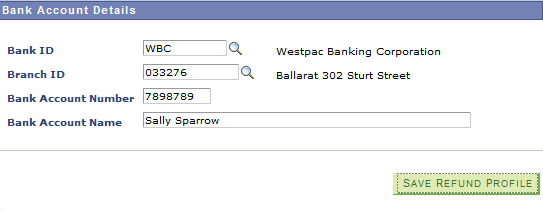 Bank Account Details
Bank ID WBC Westpac Banking Corporation
Branch ID 033276 Ballarat 302 Sturt Street
Bank Account Number 7898789
Bank Account Name Sally Sparrow
SAVE REFUND PROFILE